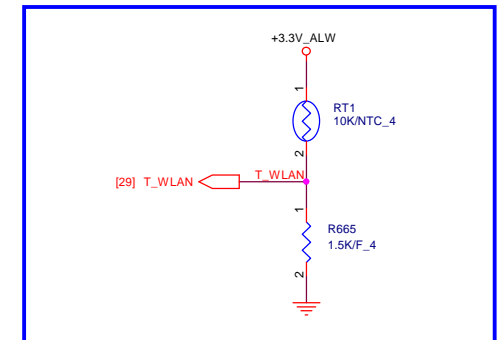 +3.3V_ALW
1
RT1
10K/NTC_4
2
[29] T_WLAN
T_WLAN
1
R665
1.5K/F_4
2